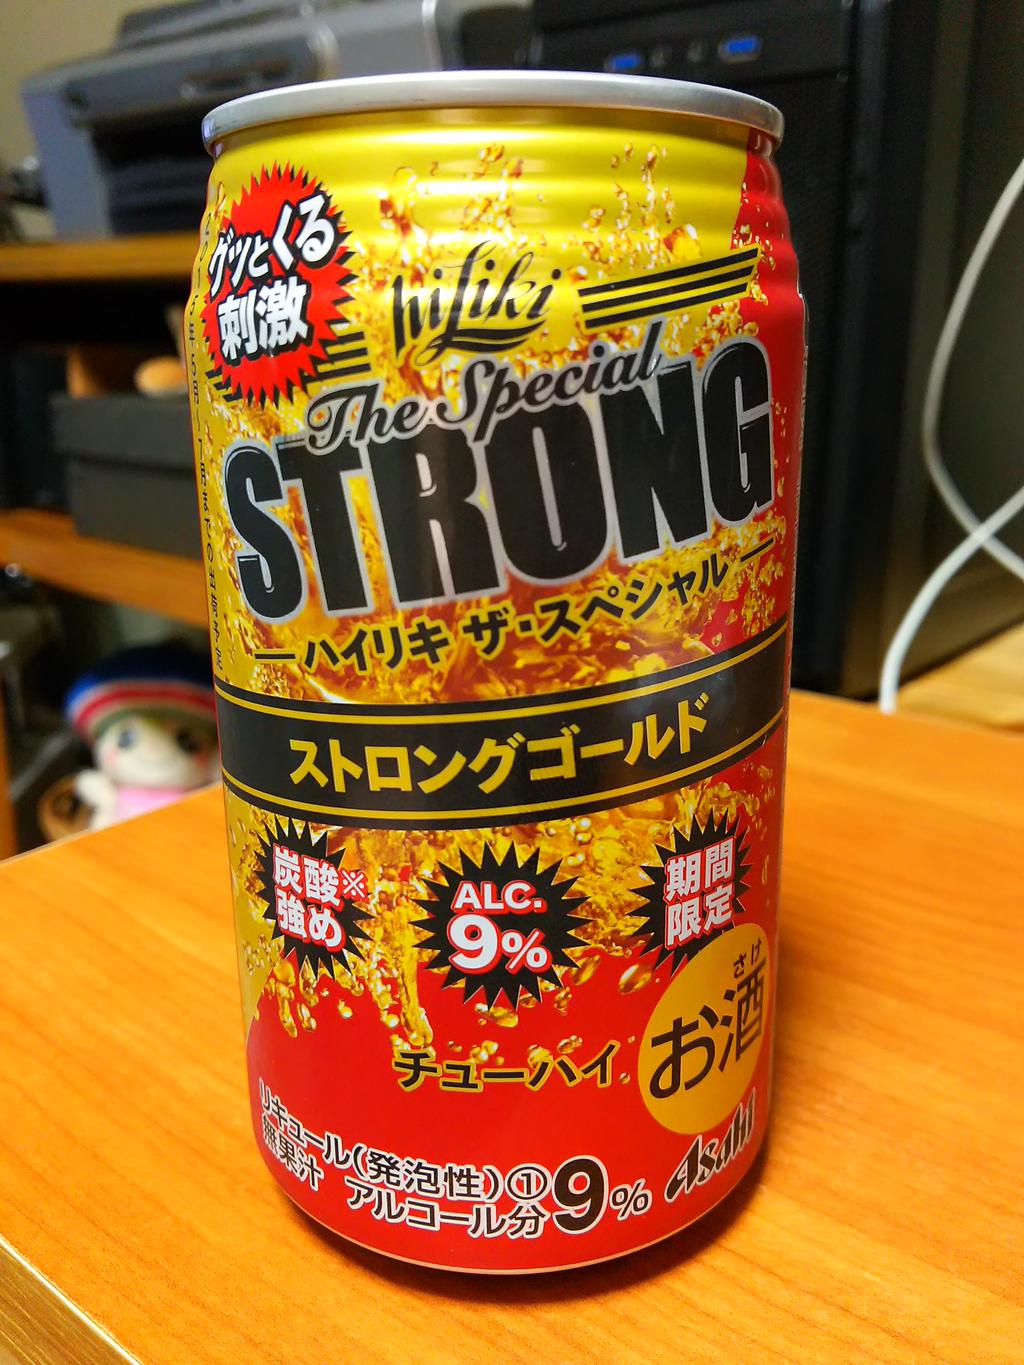 グッとくる
刺激
hiLiki
The Special
STRONG
ハイリキ ザ・スペシャル
ストロングゴールド
炭酸※
強め
ALC.
9%
期間
限定
さけ
お酒
チューハイ
Asahi
リキュール(発泡性)①
無果汁 アルコール分9%